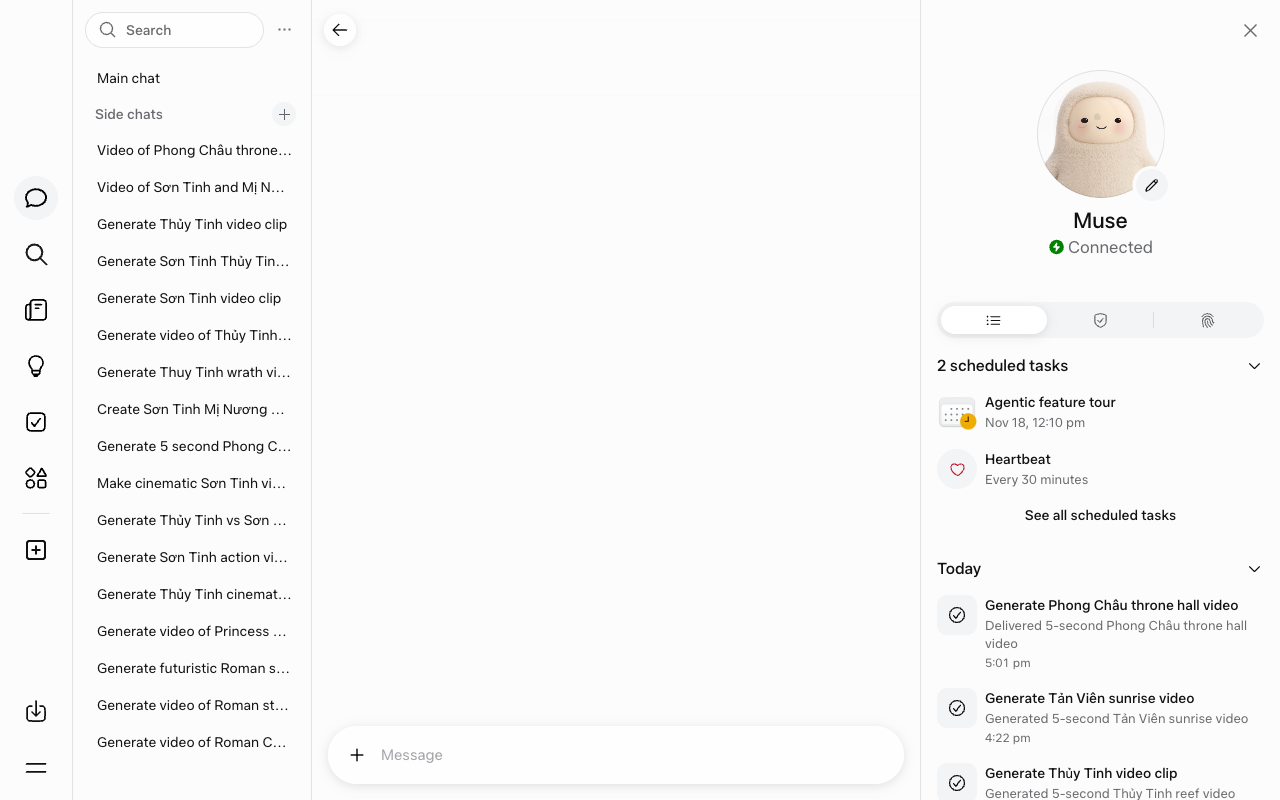 Search
Main chat
Side chats
Video of Phong Châu throne…
Video of Sơn Tinh and Mị N…
Generate Thủy Tinh video clip
Generate Sơn Tinh Thủy Tin…
Generate Sơn Tinh video clip
Generate video of Thủy Tinh…
Generate Thuy Tinh wrath vi…
Create Sơn Tinh Mị Nương …
Generate 5 second Phong C…
Make cinematic Sơn Tinh vi…
Generate Thủy Tinh vs Sơn …
Generate Sơn Tinh action vi…
Generate Thủy Tinh cinemat…
Generate video of Princess …
Generate futuristic Roman s…
Generate video of Roman st…
Generate video of Roman C…
Message
Muse
Connected
2 scheduled tasks
Agentic feature tour
Nov 18, 12:10 pm
Heartbeat
Every 30 minutes
See all scheduled tasks
Today
Generate Phong Châu throne hall video
Delivered 5-second Phong Châu throne hall
video
5:01 pm
Generate Tản Viên sunrise video
Generated 5-second Tản Viên sunrise video
4:22 pm
Generate Thủy Tinh video clip
Generated 5-second Thủy Tinh reef video